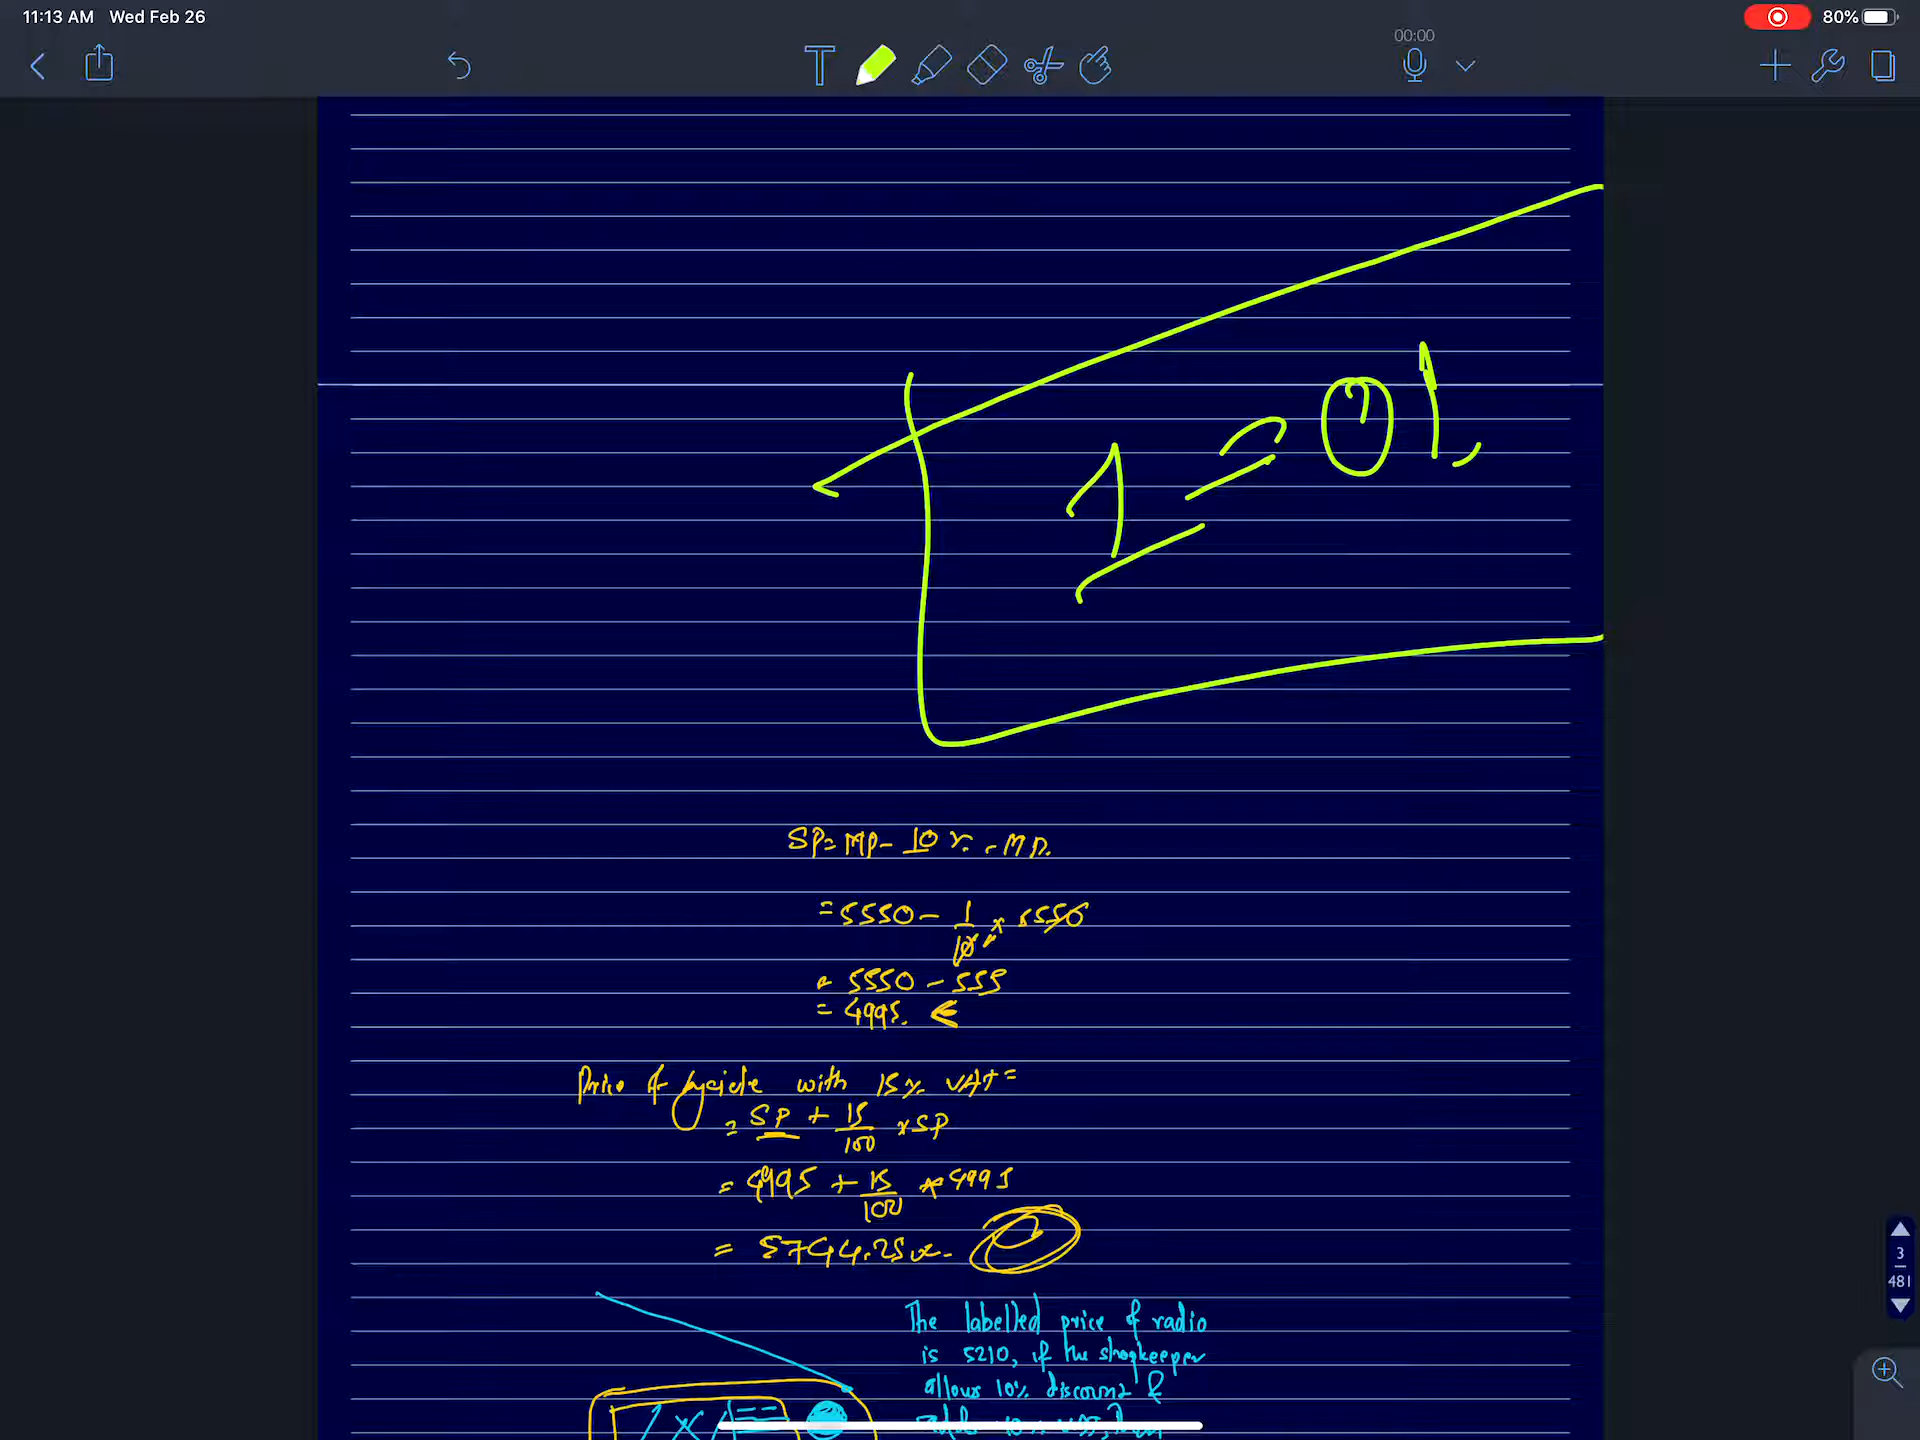 11:13 AM Wed Feb 26
80%
00:00
SP= MP- 10 %. MP.
=5550- 1/10 × 5550
= 5550 - 555
= 4995.
Price of bycicle with 15% VAT=
= SP + 15/100 × SP
= 4995 + 15/100 × 4995
= 5744.25
The labelled price of radio
is 5210, if the shopkeeper
allows 10% discount &
3
481